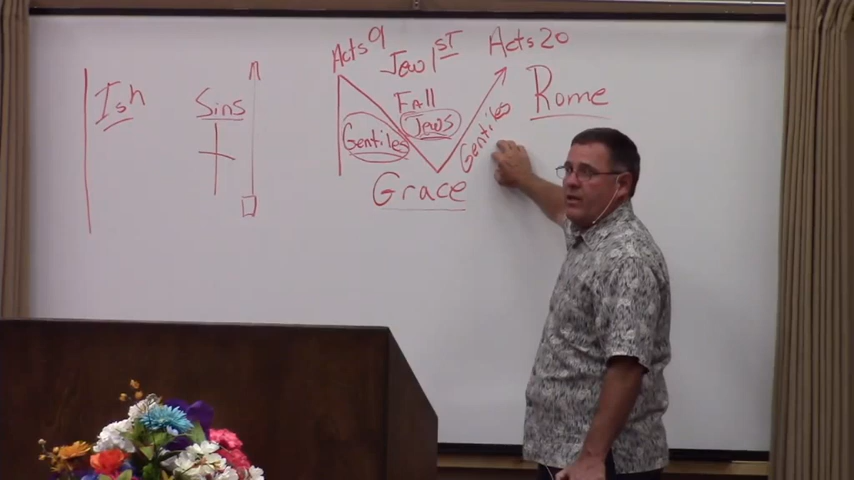 Ish
Sins
Acts 9
Jew 1ST
Acts 20
Fall
Jews
Gentiles
Gentiles
Rome
Grace